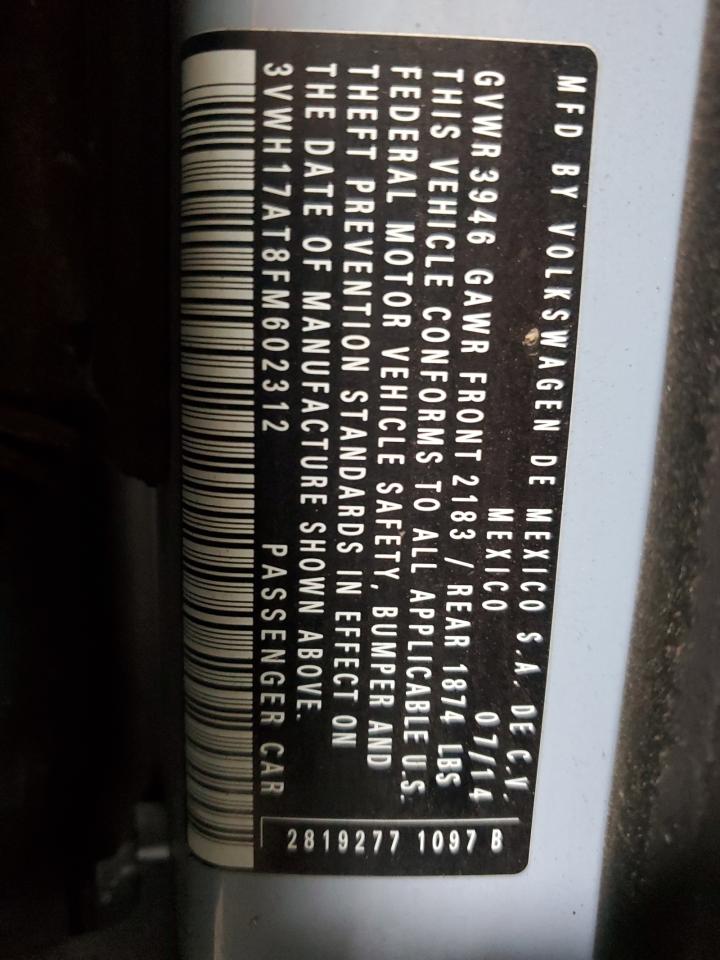 MFD BY VOLKSWAGEN DE MEXICO S.A. DE C.V.
MEXICO 07/14
GVWR3946 GAWR FRONT 2183 / REAR 1874 LBS
THIS VEHICLE CONFORMS TO ALL APPLICABLE U.S.
FEDERAL MOTOR VEHICLE SAFETY, BUMPER AND
THEFT PREVENTION STANDARDS IN EFFECT ON
THE DATE OF MANUFACTURE SHOWN ABOVE.
3VWH17AT8FM602312 PASSENGER CAR
2819277 1097 B